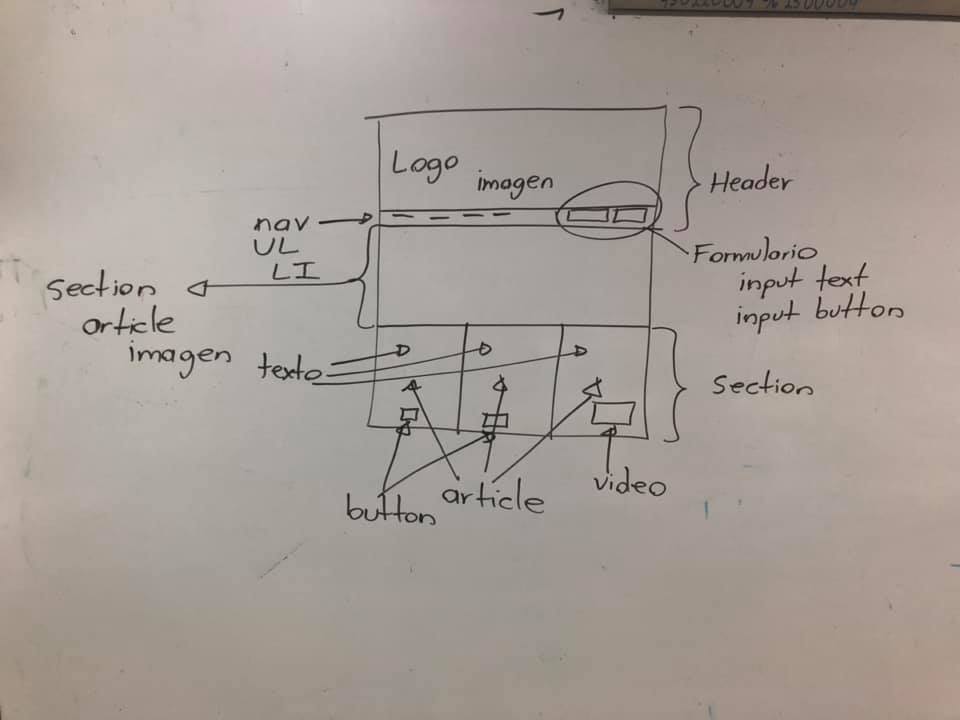 Logo
imagen
Header
nav
UL
LI
Formulario
input text
input button
section
article
imagen
texto
Section
button
article
video